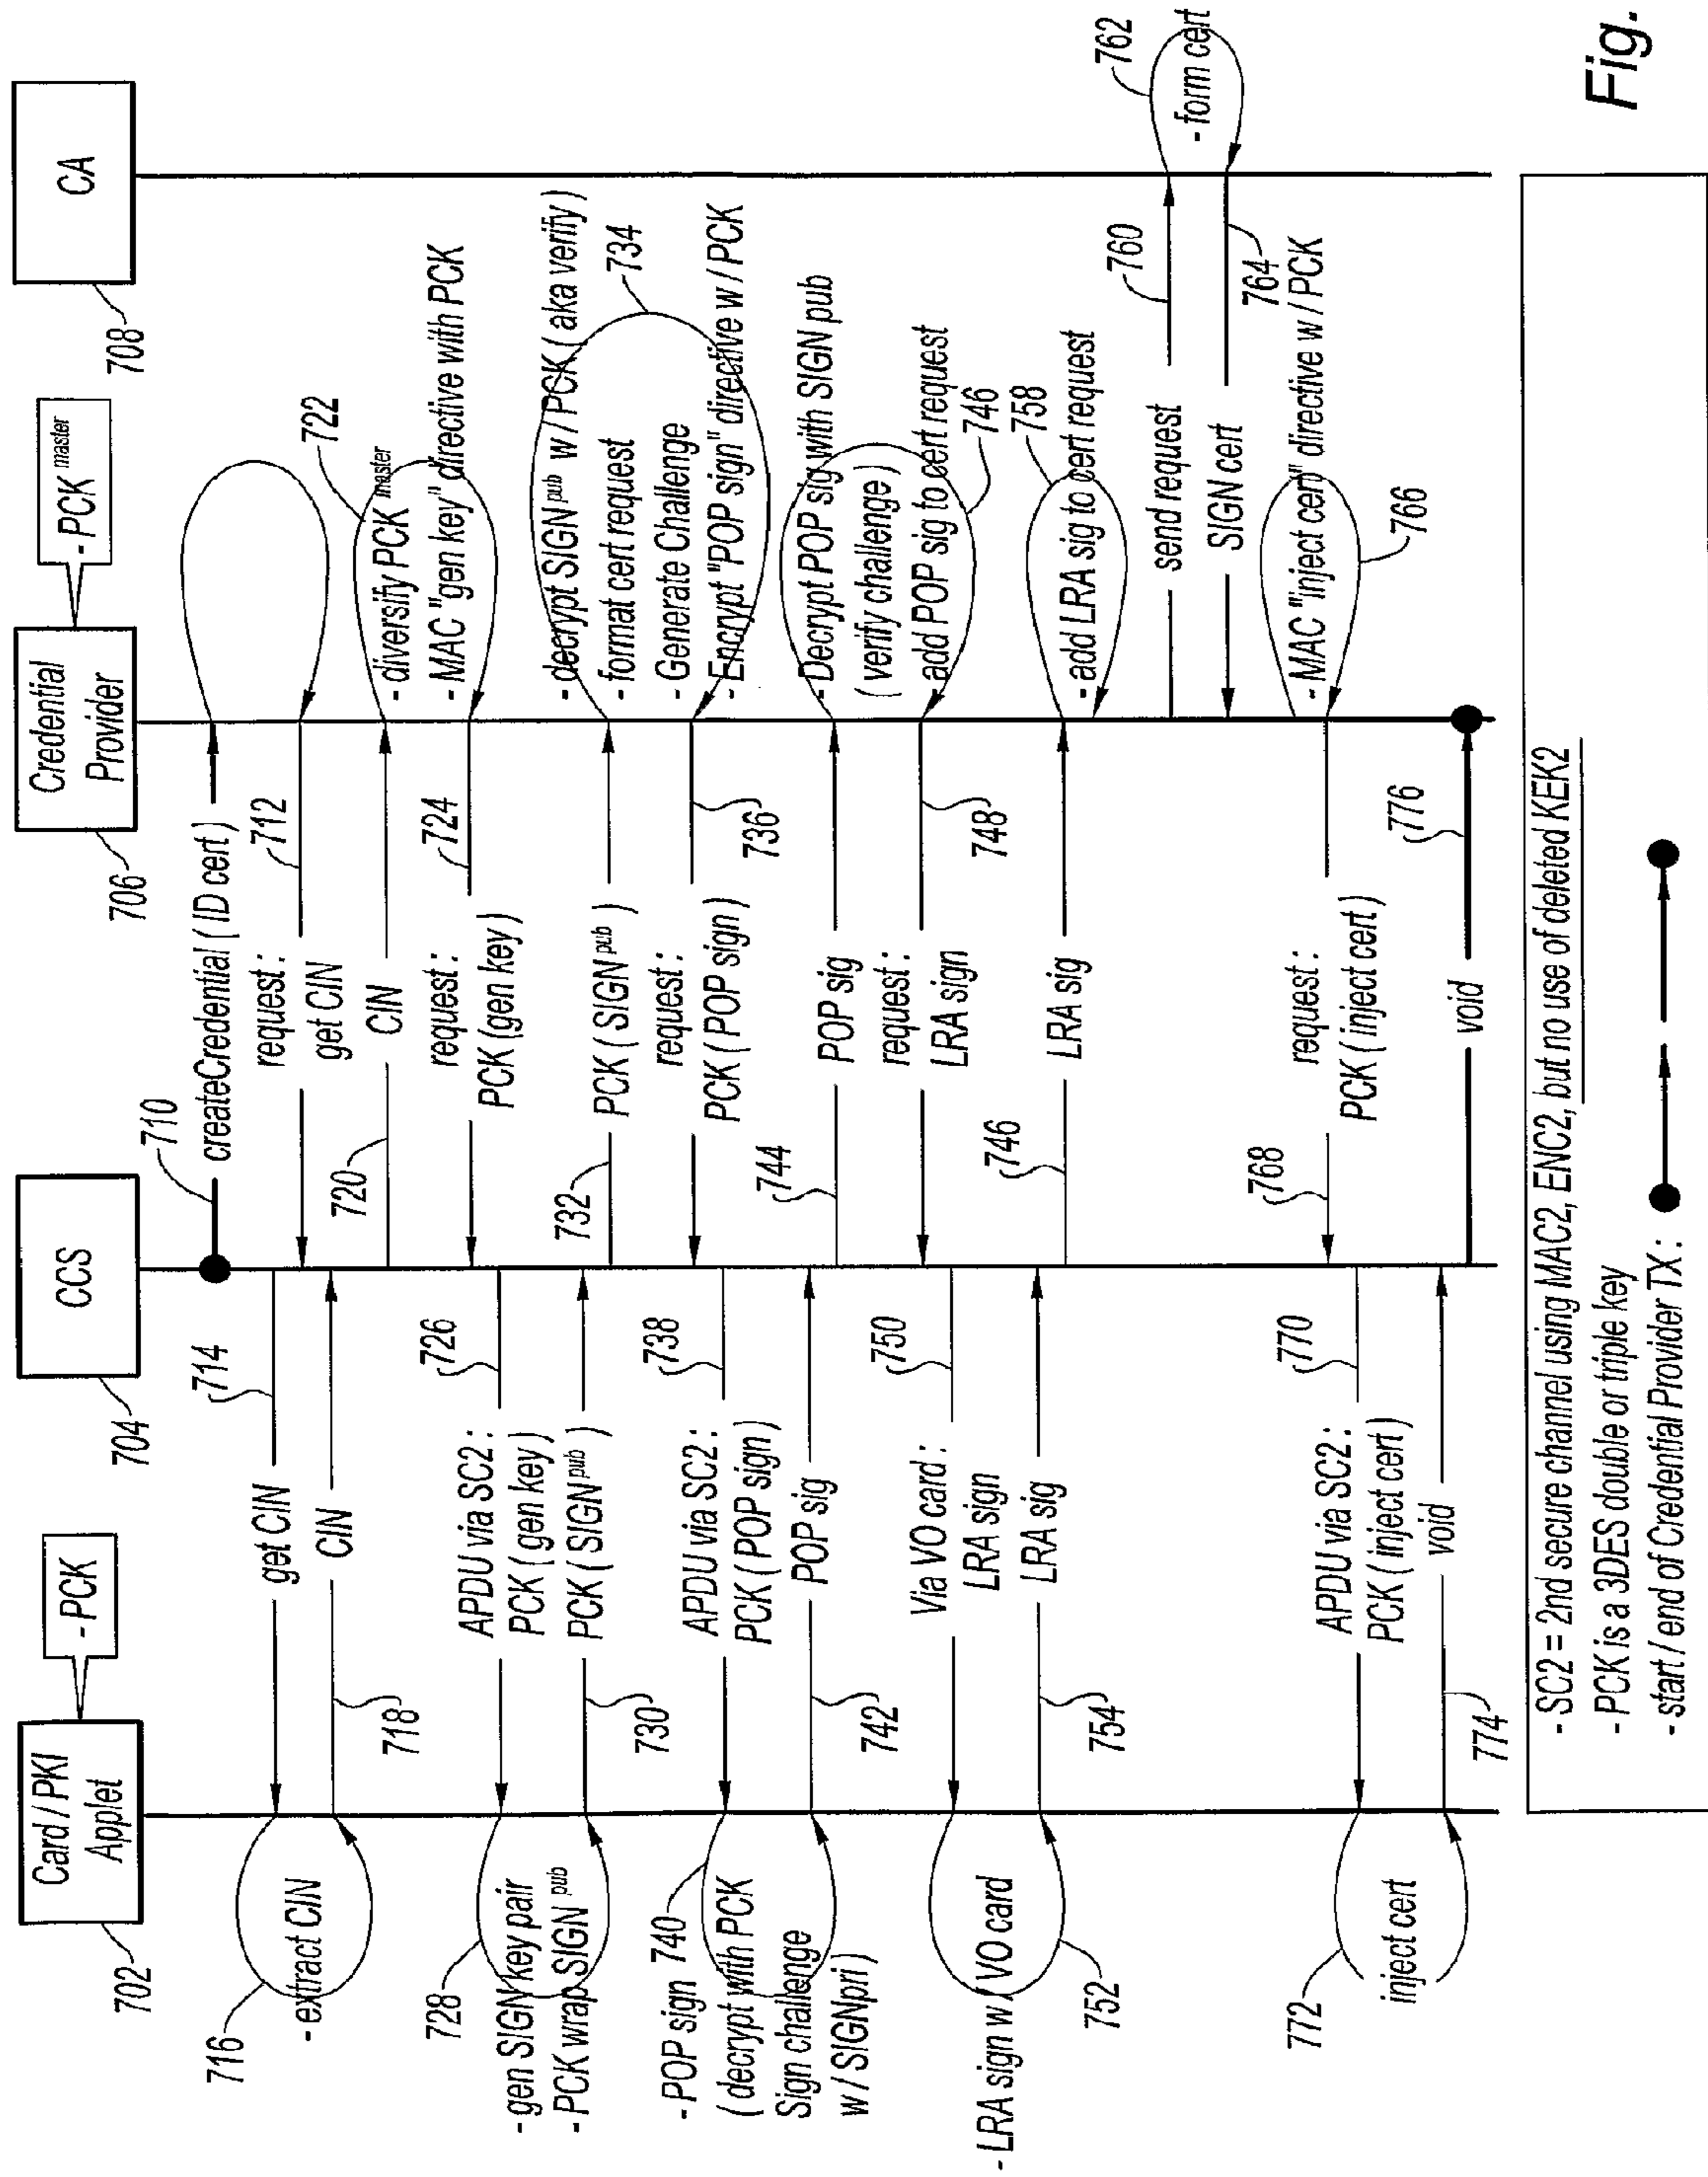 Card / PKI
Applet
702
- PCK
CCS
704
Credential
Provider
706
- PCK master
CA
708
710
createCredential ( ID cert )
request :
get CIN
712
714
get CIN
716
- extract CIN
CIN
718
720
CIN
722
- diversify PCK master
- MAC "gen key" directive with PCK
724
request :
PCK (gen key)
726
APDU via SC2 :
PCK ( gen key )
728
- gen SIGN key pair
- PCK wrap SIGN pub
PCK ( SIGN pub )
730
732
PCK ( SIGN pub )
734
- decrypt SIGN pub w / PCK ( aka verify )
- format cert request
- Generate Challenge
- Encrypt "POP sign" directive w / PCK
request :
PCK ( POP sign)
736
738
APDU via SC2 :
PCK ( POP sign )
- POP sign 740
( decrypt with PCK
Sign challenge
w / SIGNpri )
POP sig
742
744
POP sig
- Decrypt POP sig with SIGN pub
( verify challenge )
- add POP sig to cert request
746
request :
LRA sign
748
750
Via VO card :
LRA sign
- LRA sign w / VO card
752
LRA sig
754
746
LRA sig
758
- add LRA sig to cert request
send request
760
762
- form cert
SIGN cert
764
- MAC "inject cert" directive w / PCK
766
request :
PCK ( inject cert )
768
770
APDU via SC2 :
PCK ( inject cert )
772
inject cert
void
774
void
776
- SC2 = 2nd secure channel using MAC2, ENC2, but no use of deleted KEK2
- PCK is a 3DES double or triple key
- start / end of Credential Provider TX :
Fig.